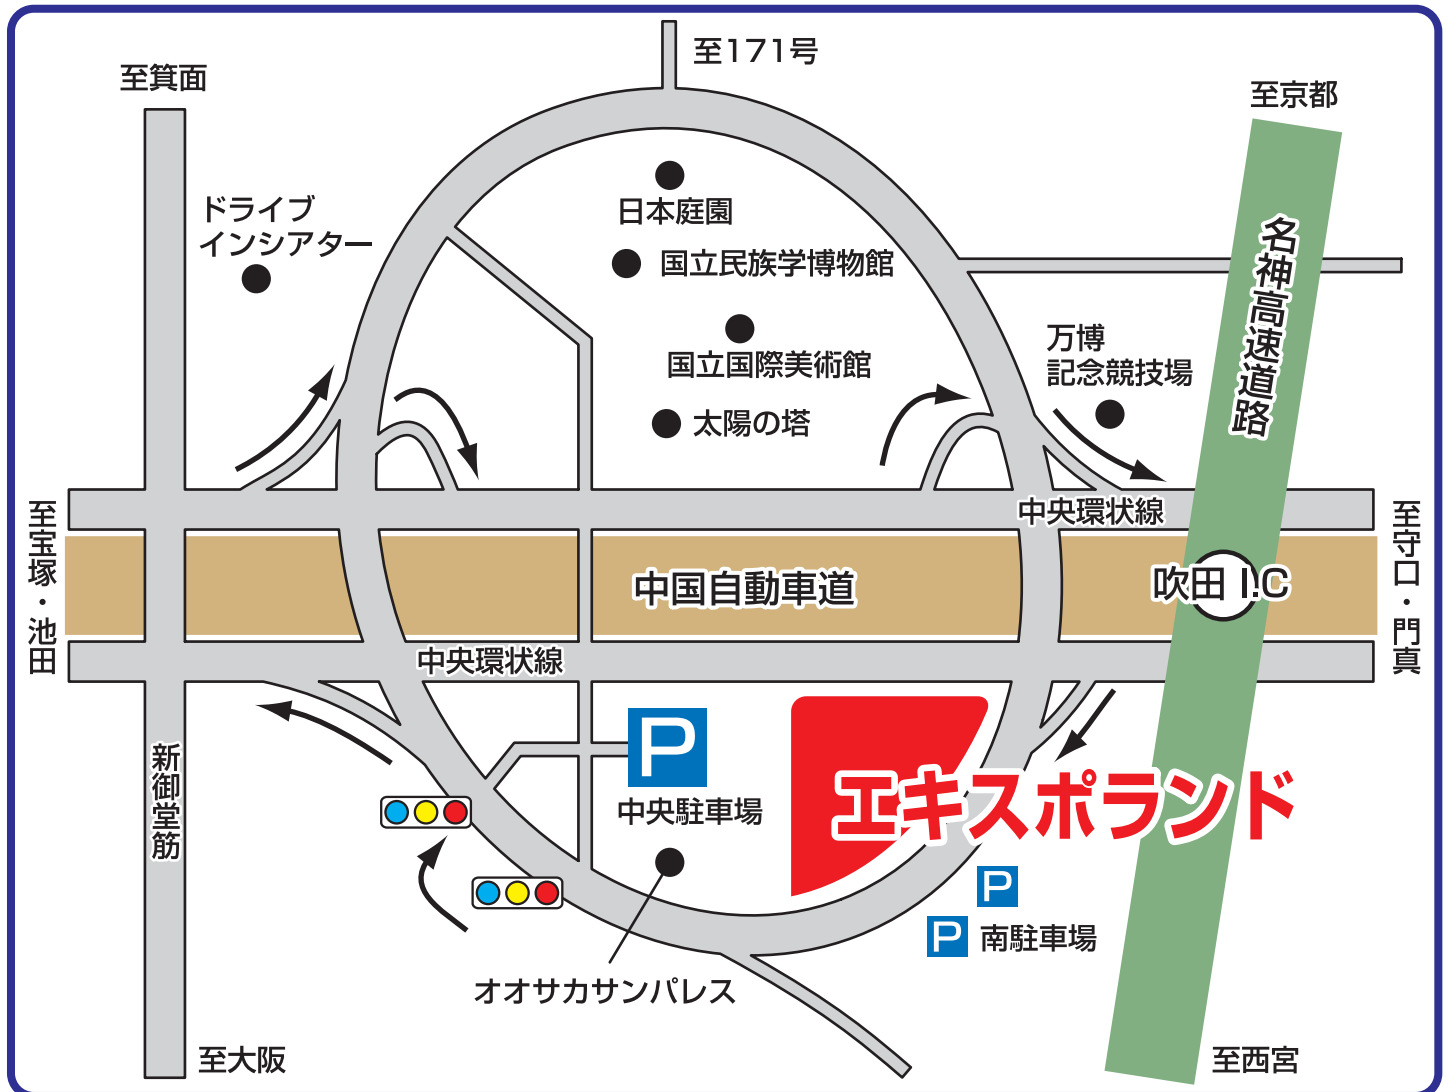 至171号
至箕面
至京都
ドライブ
インシアター
日本庭園
国立民族学博物館
名神高速道路
万博
記念競技場
国立国際美術館
太陽の塔
中央環状線
至宝塚・池田
至守口・門真
中国自動車道
吹田 I.C
中央環状線
P
新御堂筋
エキスポランド
中央駐車場
P
P 南駐車場
オオサカサンパレス
至大阪
至西宮